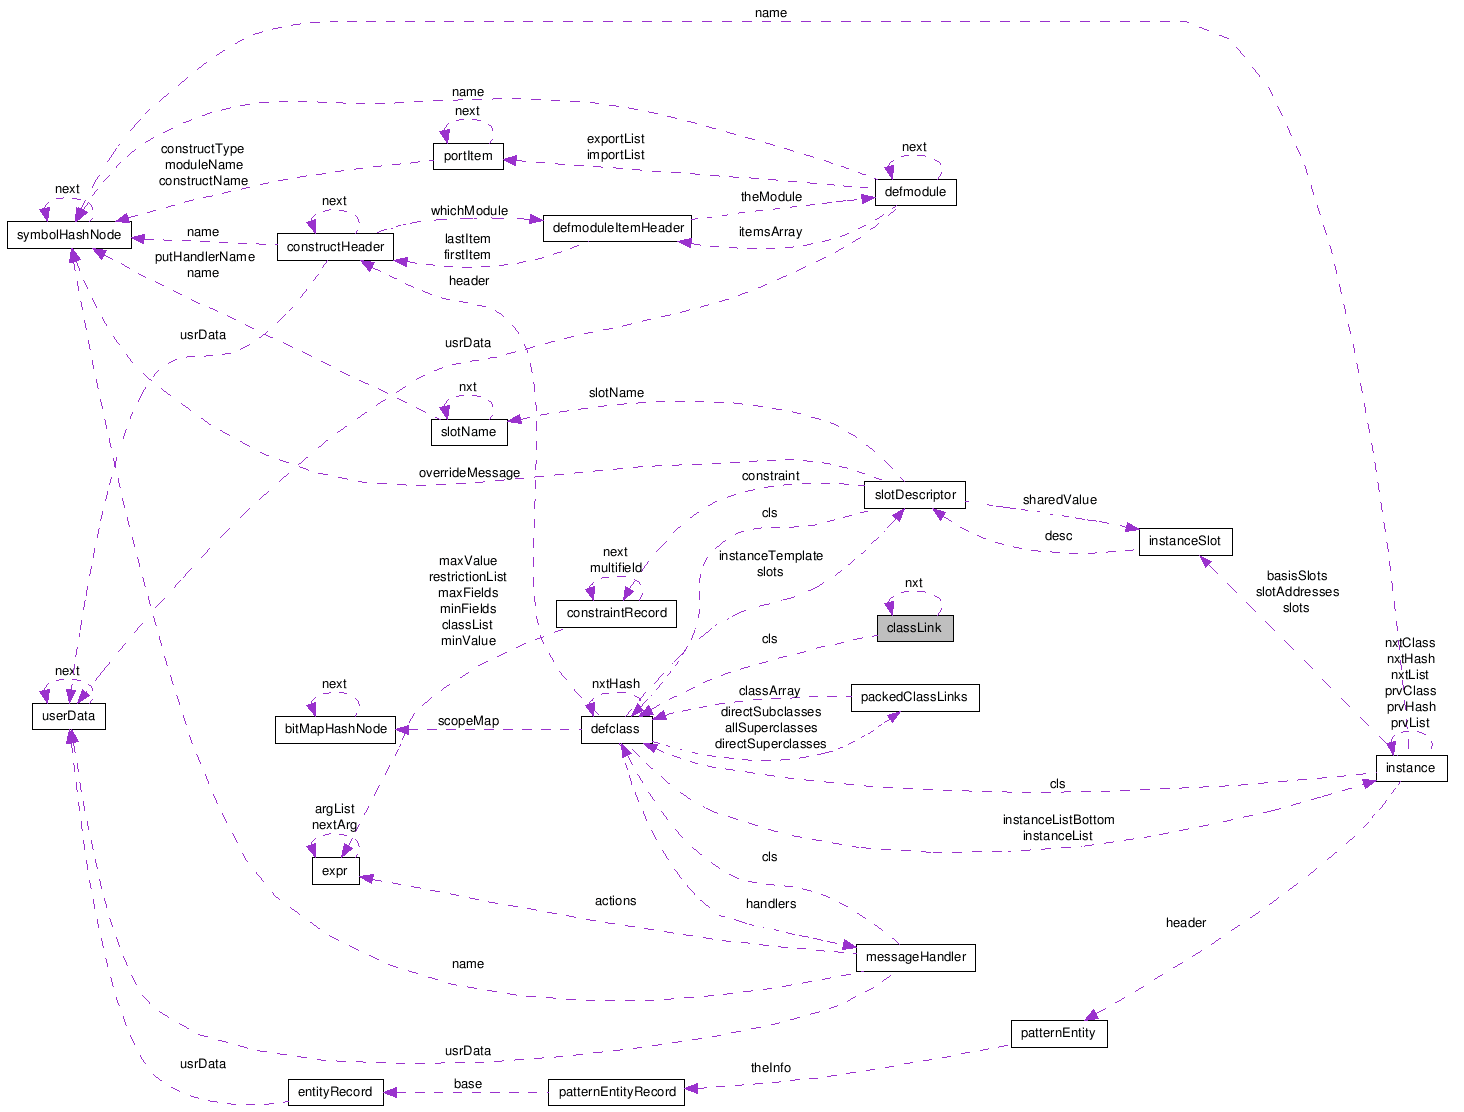 name
name
next
portItem
exportList
importList
constructType
moduleName
constructName
next
defmodule
next
symbolHashNode
next
constructHeader
name
whichModule
lastItem
firstItem
defmoduleItemHeader
theModule
itemsArray
putHandlerName
name
header
usrData
usrData
nxt
slotName
slotName
overrideMessage
constraint
slotDescriptor
sharedValue
cls
desc
instanceSlot
next
multifield
constraintRecord
instanceTemplate
slots
maxValue
restrictionList
maxFields
minFields
classList
minValue
nxt
classLink
cls
basisSlots
slotAddresses
slots
nxtClass
nxtHash
nxtList
prvClass
prvHash
prvList
instance
next
userData
next
bitMapHashNode
scopeMap
nxtHash
defclass
classArray
packedClassLinks
directSubclasses
allSuperclasses
directSuperclasses
cls
instanceListBottom
instanceList
argList
nextArg
expr
cls
actions
handlers
messageHandler
name
header
patternEntity
usrData
usrData
theInfo
entityRecord
base
patternEntityRecord